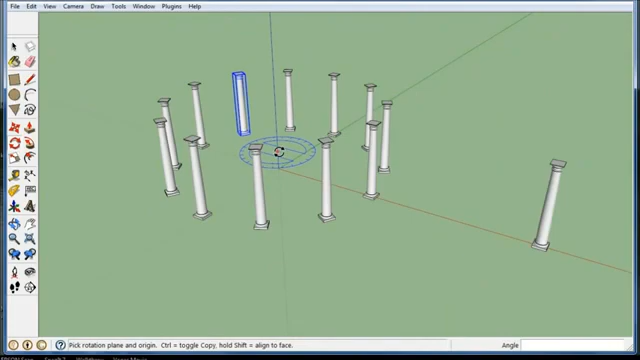 File Edit View Camera Draw Tools Window Plugins Help
Pick rotation plane and origin. Ctrl = toggle Copy, hold Shift = align to face.
Angle